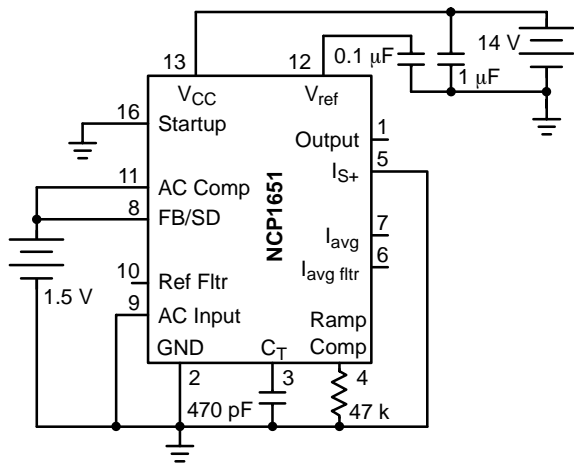 14 V
13
12
0.1 µF
1 µF
VCC
Vref
16
Startup
Output
1
IS+
5
11
AC Comp
8
FB/SD
NCP1651
Iavg
7
Iavg fltr
6
1.5 V
10
Ref Fltr
9
AC Input
Ramp
Comp
GND
CT
2
3
4
470 pF
47 k